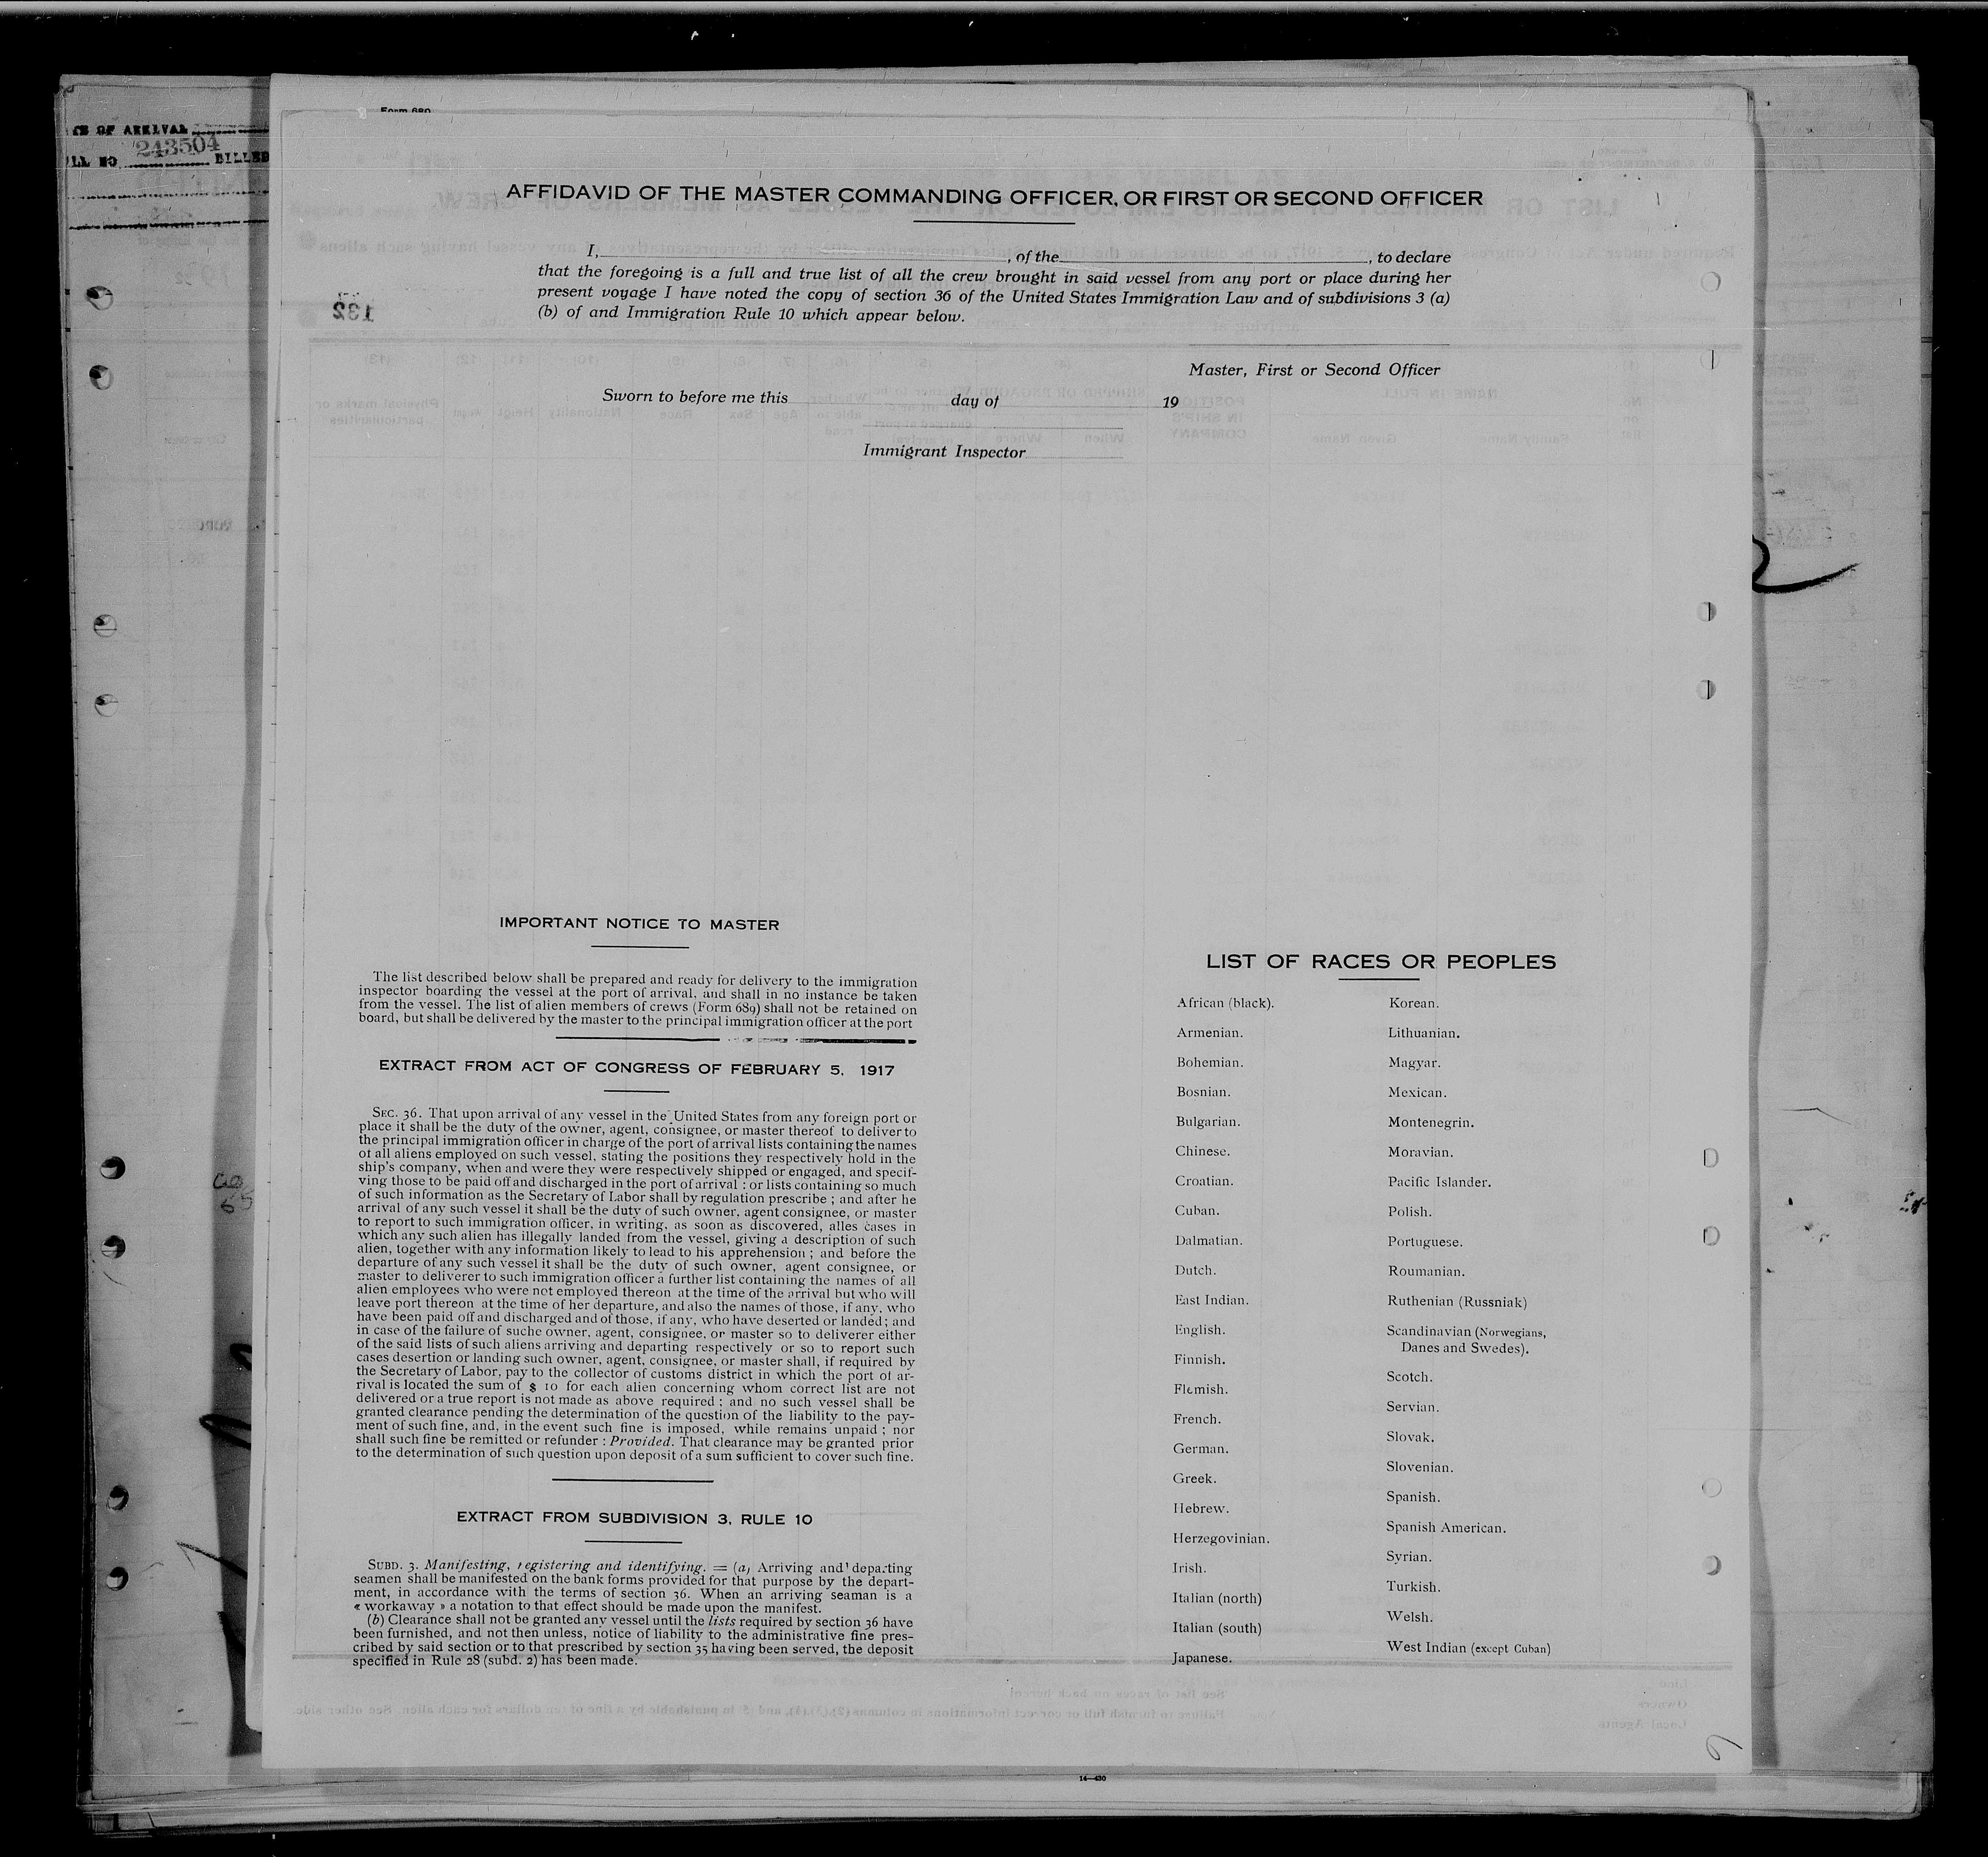 Form 689
OF ARRIVAL
243504
BILLED
AFFIDAVID OF THE MASTER COMMANDING OFFICER, OR FIRST OR SECOND OFFICER
I, , of the , to declare
that the foregoing is a full and true list of all the crew brought in said vessel from any port or place during her
present voyage I have noted the copy of section 36 of the United States Immigration Law and of subdivisions 3 (a)
(b) of and Immigration Rule 10 which appear below.
132
Master, First or Second Officer
Sworn to before me this day of 19
Immigrant Inspector
IMPORTANT NOTICE TO MASTER
The list described below shall be prepared and ready for delivery to the immigration
inspector boarding the vessel at the port of arrival, and shall in no instance be taken
from the vessel. The list of alien members of crews (Form 689) shall not be retained on
board, but shall be delivered by the master to the principal immigration officer at the port
EXTRACT FROM ACT OF CONGRESS OF FEBRUARY 5, 1917
SEC. 36. That upon arrival of any vessel in the United States from any foreign port or
place it shall be the duty of the owner, agent, consignee, or master thereof to deliver to
the principal immigration officer in charge of the port of arrival lists containing the names
of all aliens employed on such vessel, stating the positions they respectively hold in the
ship's company, when and were they were respectively shipped or engaged, and specif-
ving those to be paid off and discharged in the port of arrival ; or lists containing so much
of such information as the Secretary of Labor shall by regulation prescribe ; and after he
arrival of any such vessel it shall be the duty of such owner, agent consignee, or master
to report to such immigration officer, in writing, as soon as discovered, alles cases in
which any such alien has illegally landed from the vessel, giving a description of such
alien, together with any information likely to lead to his apprehension ; and before the
departure of any such vessel it shall be the duty of such owner, agent consignee, or
master to deliverer to such immigration officer a further list containing the names of all
alien employees who were not employed thereon at the time of the arrival but who will
leave port thereon at the time of her departure, and also the names of those, if any, who
have been paid off and discharged and of those, if any, who have deserted or landed; and
in case of the failure of suche owner, agent, consignee, or master so to deliverer either
of the said lists of such aliens arriving and departing respectively or so to report such
cases desertion or landing such owner, agent, consignee, or master shall, if required by
the Secretary of Labor, pay to the collector of customs district in which the port of ar-
rival is located the sum of $ 10 for each alien concerning whom correct list are not
delivered or a true report is not made as above required ; and no such vessel shall be
granted clearance pending the determination of the question of the liability to the pay-
ment of such fine, and, in the event such fine is imposed, while remains unpaid ; nor
shall such fine be remitted or refunder : Provided. That clearance may be granted prior
to the determination of such question upon deposit of a sum sufficient to cover such fine.
EXTRACT FROM SUBDIVISION 3, RULE 10
SUBD. 3. Manifesting, registering and identifying. = (a) Arriving and departing
seamen shall be manifested on the bank forms provided for that purpose by the depart-
ment, in accordance with the terms of section 36. When an arriving seaman is a
« workaway » a notation to that effect should be made upon the manifest.
(b) Clearance shall not be granted any vessel until the lists required by section 36 have
been furnished, and not then unless, notice of liability to the administrative fine pres-
cribed by said section or to that prescribed by section 35 having been served, the deposit
specified in Rule 28 (subd. 2) has been made.
LIST OF RACES OR PEOPLES
African (black).
Armenian.
Bohemian.
Bosnian.
Bulgarian.
Chinese.
Croatian.
Cuban.
Dalmatian.
Dutch.
East Indian.
English.
Finnish.
Flemish.
French.
German.
Greek.
Hebrew.
Herzegovinian.
Irish.
Italian (north)
Italian (south)
Japanese.
Korean.
Lithuanian.
Magyar.
Mexican.
Montenegrin.
Moravian.
Pacific Islander.
Polish.
Portuguese.
Roumanian.
Ruthenian (Russniak)
Scandinavian (Norwegians,
Danes and Swedes).
Scotch.
Servian.
Slovak.
Slovenian.
Spanish.
Spanish American.
Syrian.
Turkish.
Welsh.
West Indian (except Cuban)
14—430